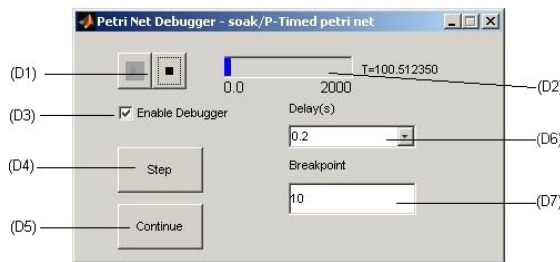 Petri Net Debugger - soak/P-Timed petri net
(D1)
T=100.512350
0.0 2000
(D2)
(D3)
Enable Debugger
Delay(s)
0.2
(D6)
(D4)
Step
Breakpoint
10
(D7)
(D5)
Continue